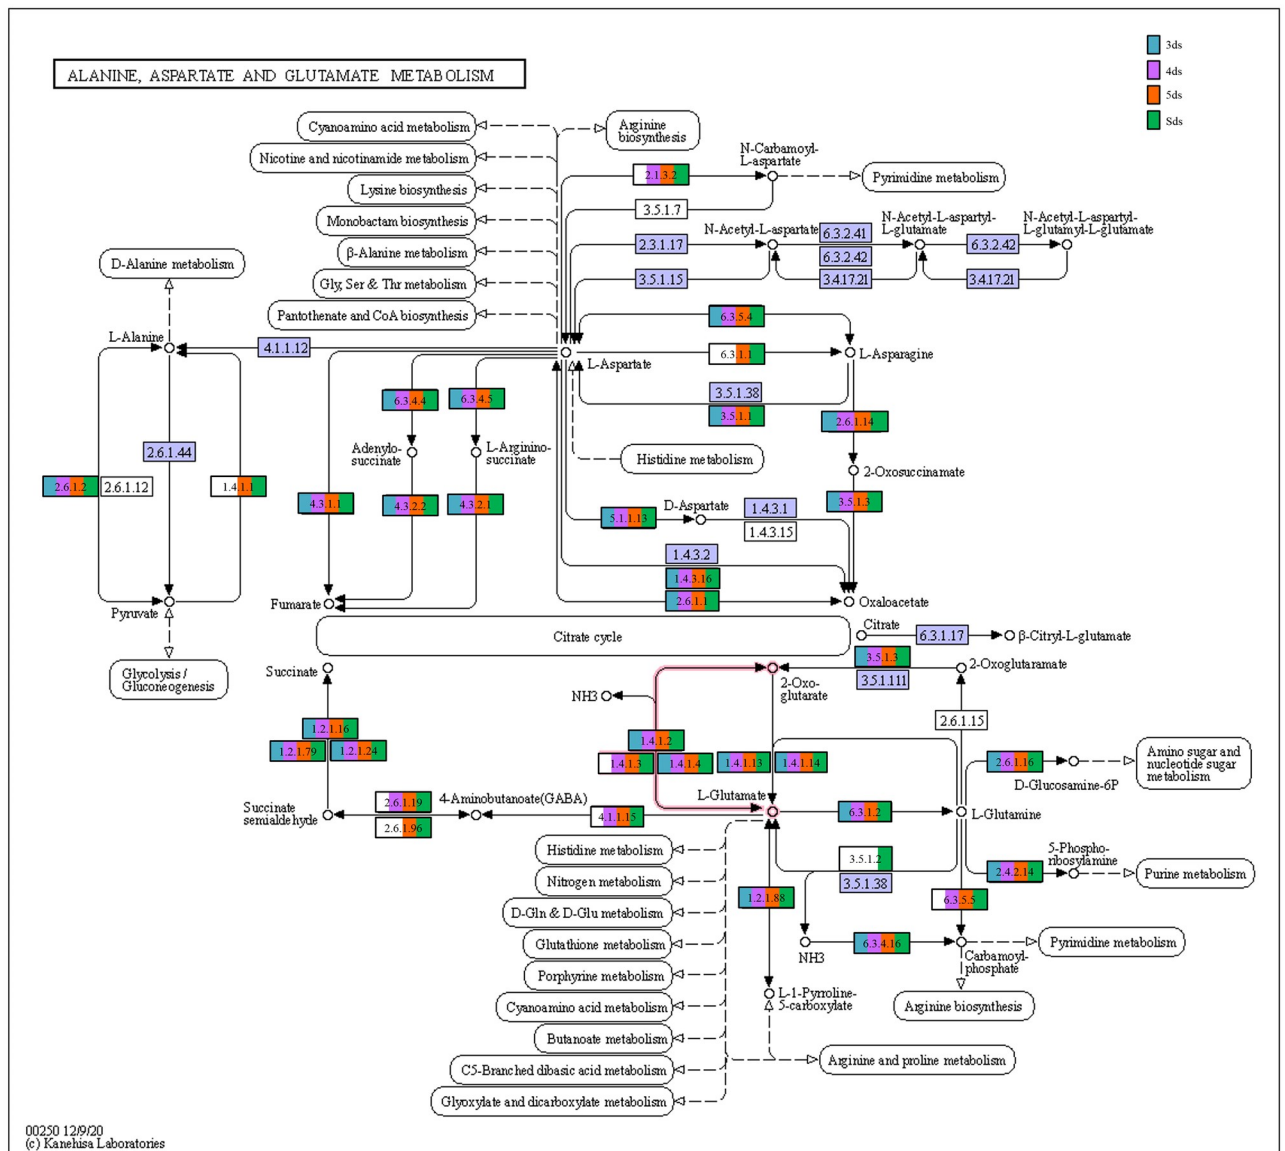 3ds
4ds
5ds
Sds
ALANINE, ASPARTATE AND GLUTAMATE METABOLISM
Cyanoamino acid metabolism
Arginine
biosynthesis
Nicotine and nicotinamide metabolism
Lysine biosynthesis
Monobactam biosynthesis
β-Alanine metabolism
Gly, Ser & Thr metabolism
Pantothenate and CoA biosynthesis
N-Carbamoyl-
L-aspartate
2.1.3.2
Pyrimidine metabolism
3.5.1.7
N-Acetyl-L-aspartate
N-Acetyl-L-aspartyl-
L-glutamate
N-Acetyl-L-aspartyl-
L-glutamyl-L-glutamate
2.3.1.17
6.3.2.41
6.3.2.42
6.3.2.42
3.5.1.15
3.4.17.21
3.4.17.21
D-Alanine metabolism
L-Alanine
4.1.1.12
6.3.5.4
L-Aspartate
6.3.1.1
L-Asparagine
3.5.1.38
3.5.1.1
6.3.4.4
6.3.4.5
2.6.1.14
Adenylo-
succinate
L-Arginino-
succinate
Histidine metabolism
2-Oxosuccinamate
2.6.1.44
2.6.1.2
2.6.1.12
1.4.1.1
4.3.1.1
4.3.2.2
4.3.2.1
3.5.1.3
5.1.1.13
D-Aspartate
1.4.3.1
1.4.3.15
1.4.3.2
1.4.3.16
2.6.1.1
Pyruvate
Fumarate
Oxaloacetate
Citrate cycle
Citrate
6.3.1.17
β-Citryl-L-glutamate
Glycolysis /
Gluconeogenesis
Succinate
3.5.1.3
3.5.1.111
2-Oxoglutaramate
2-Oxo-
glutarate
NH3
2.6.1.15
1.2.1.16
1.2.1.79
1.2.1.24
1.4.1.2
1.4.1.3
1.4.1.4
1.4.1.13
1.4.1.14
2.6.1.16
Amino sugar and
nucleotide sugar
metabolism
D-Glucosamine-6P
L-Glutamate
4-Aminobutanoate(GABA)
Succinate
semialdehyde
2.6.1.19
2.6.1.96
4.1.1.15
6.3.1.2
L-Glutamine
Histidine metabolism
Nitrogen metabolism
D-Gln & D-Glu metabolism
Glutathione metabolism
Porphyrine metabolism
Cyanoamino acid metabolism
Butanoate metabolism
C5-Branched dibasic acid metabolism
Glyoxylate and dicarboxylate metabolism
3.5.1.2
3.5.1.38
5-Phospho-
ribosylamine
2.4.2.14
Purine metabolism
1.2.1.88
6.3.5.5
NH3
6.3.4.16
Carbamoyl-
phosphate
Pyrimidine metabolism
L-1-Pyrroline-
5-carboxylate
Arginine biosynthesis
Arginine and proline metabolism
00250 12/9/20
(c) Kanehisa Laboratories